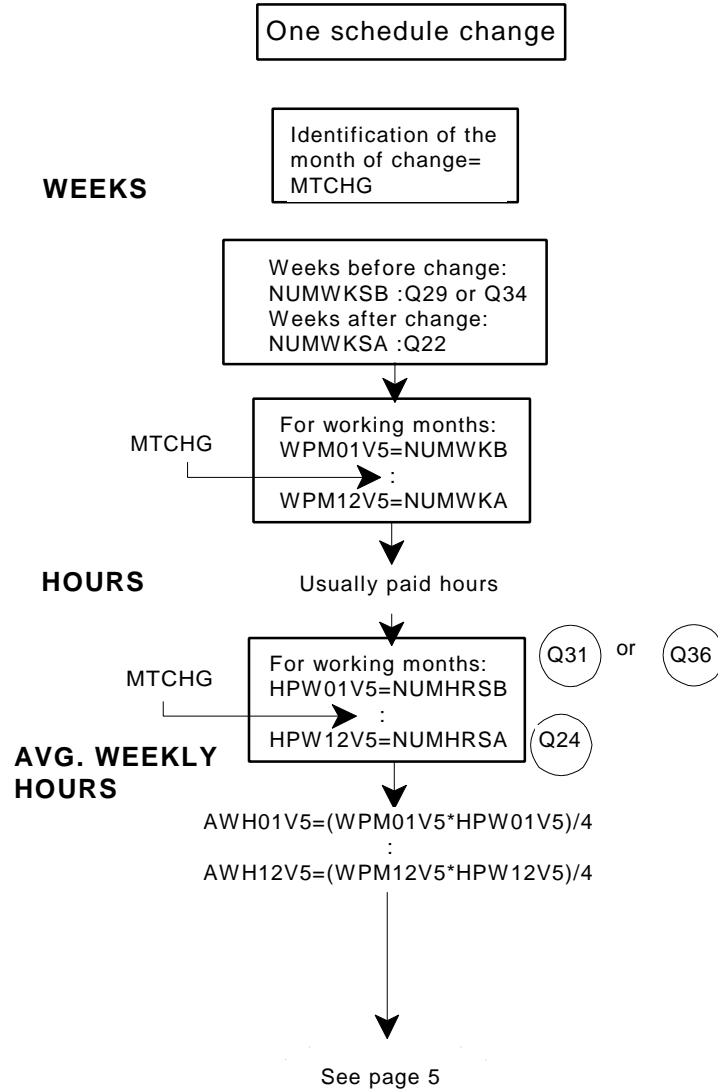 One schedule change
Identification of the
month of change=
MTCHG
WEEKS
Weeks before change:
NUMWKSB :Q29 or Q34
Weeks after change:
NUMWKSA :Q22
For working months:
WPM01V5=NUMWKB
MTCHG
:
WPM12V5=NUMWKA
HOURS
Usually paid hours
For working months:
HPW01V5=NUMHRSB
Q31 or Q36
MTCHG
:
HPW12V5=NUMHRSA
Q24
AVG. WEEKLY
HOURS
AWH01V5=(WPM01V5*HPW01V5)/4
:
AWH12V5=(WPM12V5*HPW12V5)/4
See page 5